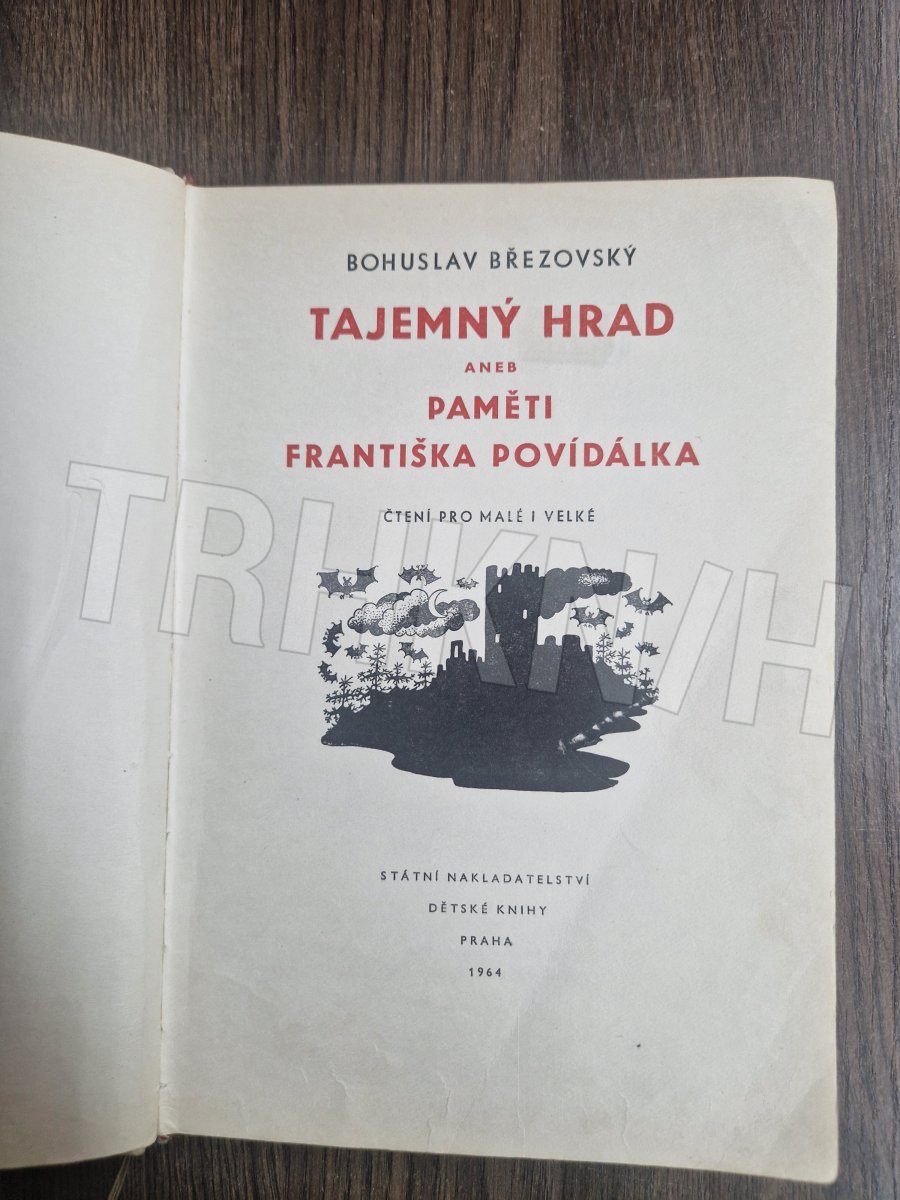 BOHUSLAV BŘEZOVSKÝ
TAJEMNÝ HRAD
ANEB
PAMĚTI
FRANTIŠKA POVÍDÁLKA
ČTENÍ PRO MALÉ I VELKÉ
TRHKNIH
STÁTNÍ NAKLADATELSTVÍ
DĚTSKÉ KNIHY
PRAHA
1964